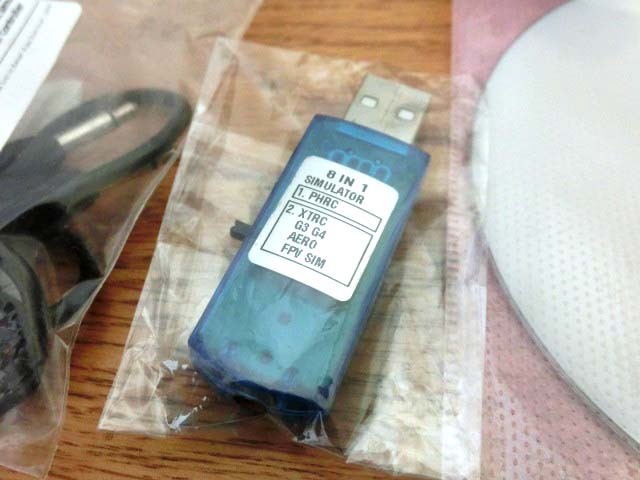 8 IN 1
SIMULATOR
1. PHRC
2. XTRC
G3 G4
AERO
FPV SIM